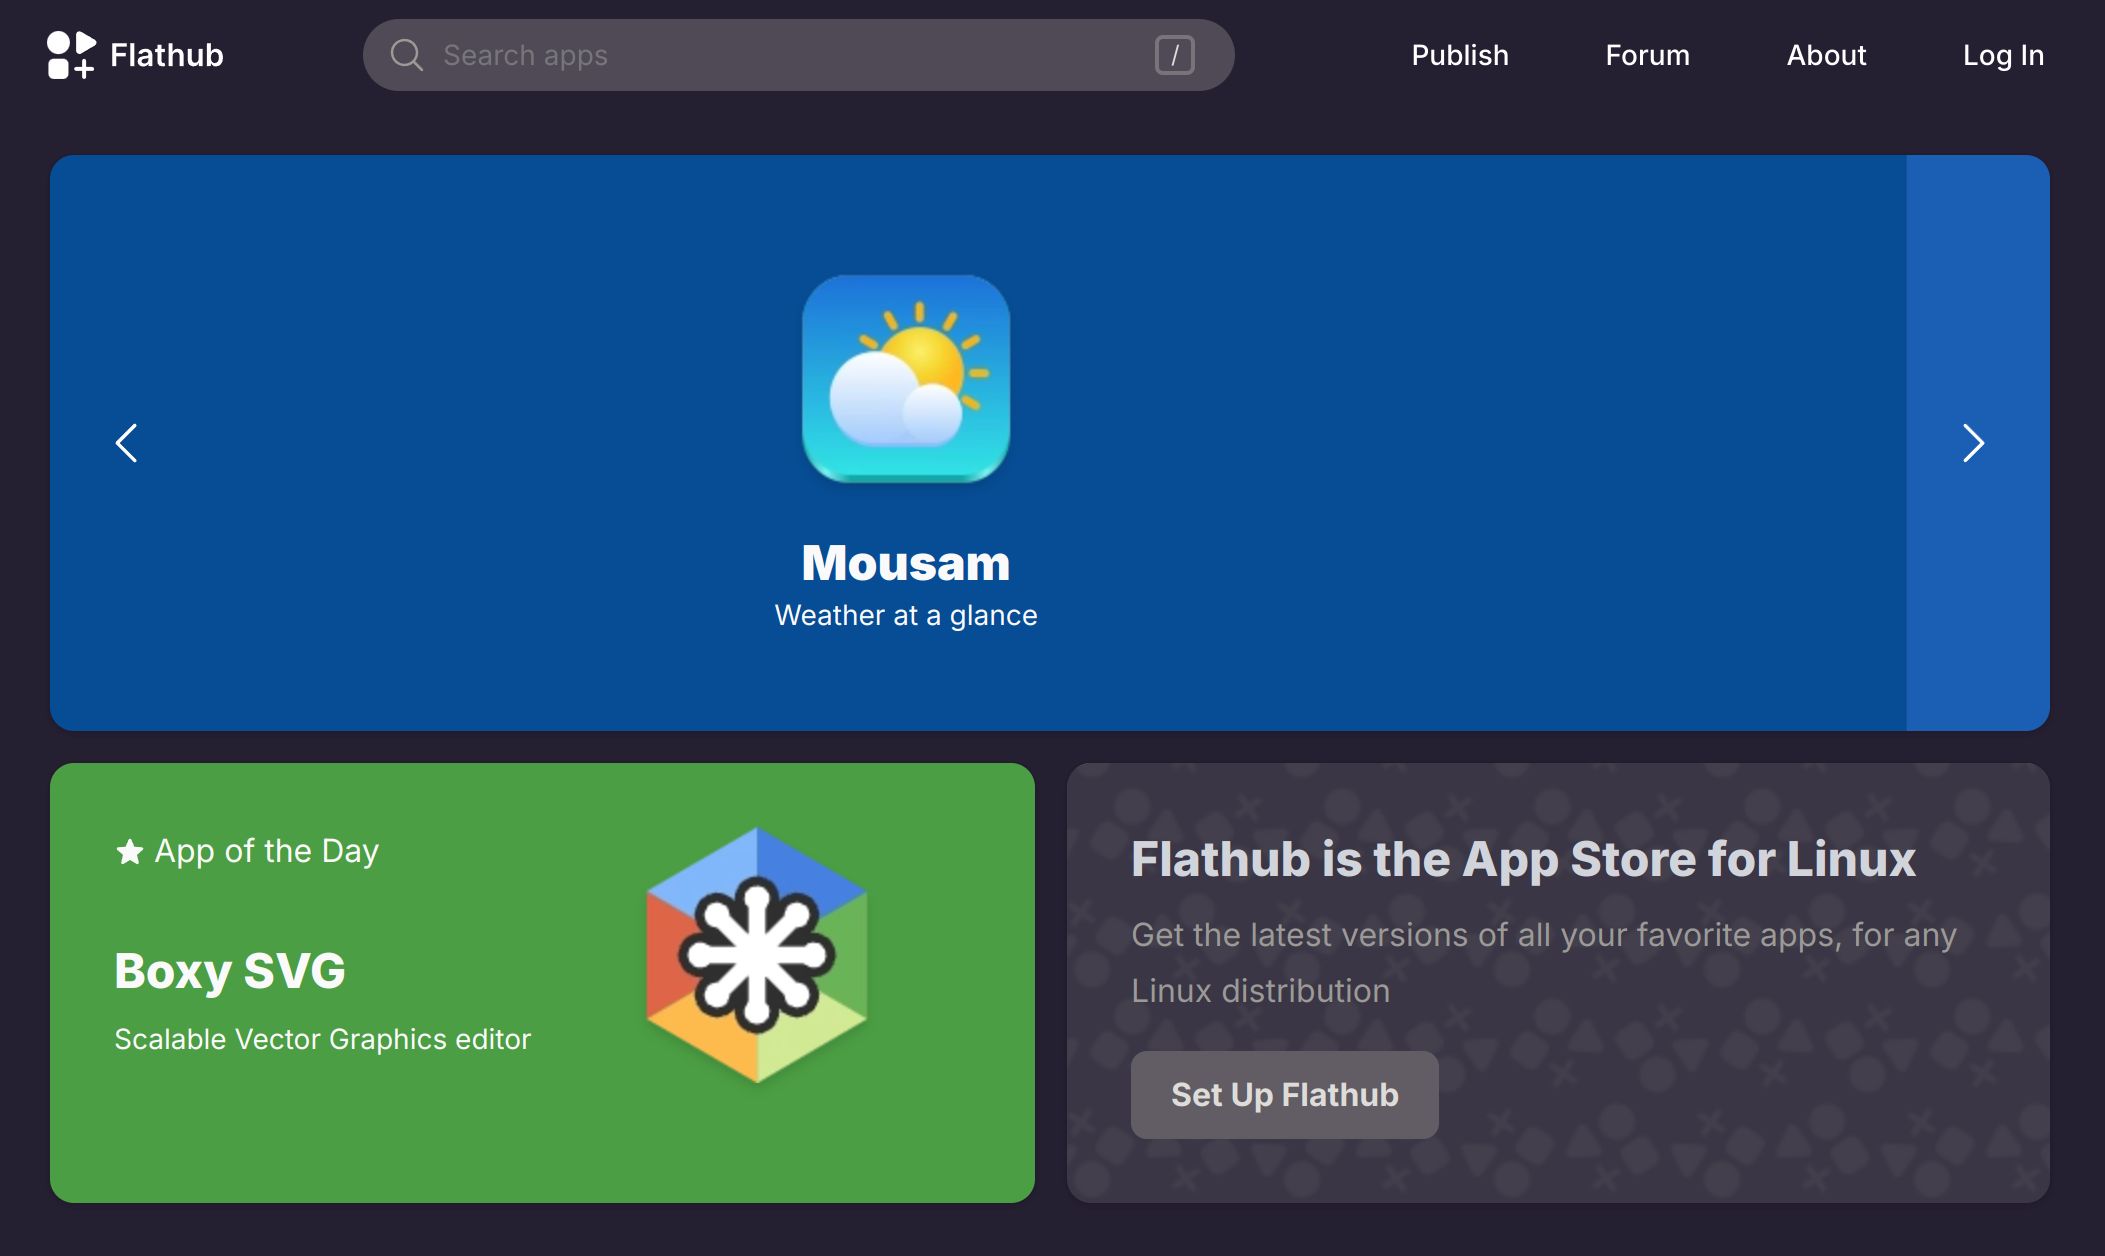 Flathub
Search apps
/
Publish
Forum
About
Log In
Mousam
Weather at a glance
App of the Day
Boxy SVG
Scalable Vector Graphics editor
Flathub is the App Store for Linux
Get the latest versions of all your favorite apps, for any
Linux distribution
Set Up Flathub